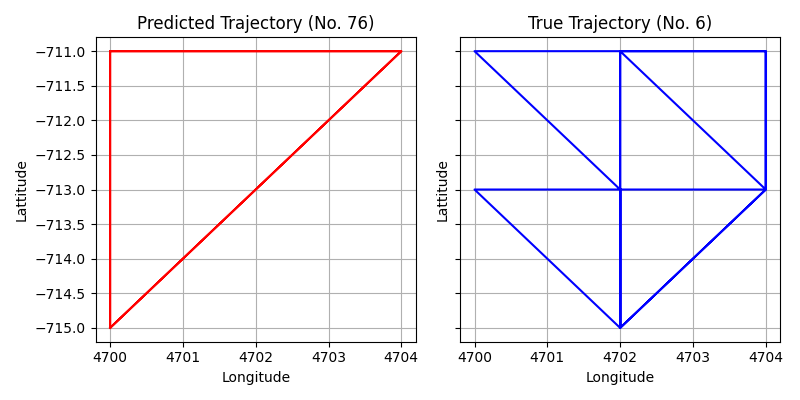 Predicted Trajectory (No. 76)
True Trajectory (No. 6)
−711.0
−711.5
−712.0
−712.5
−713.0
−713.5
−714.0
−714.5
−715.0
Lattitude
Lattitude
4700 4701 4702 4703 4704
4700 4701 4702 4703 4704
Longitude
Longitude